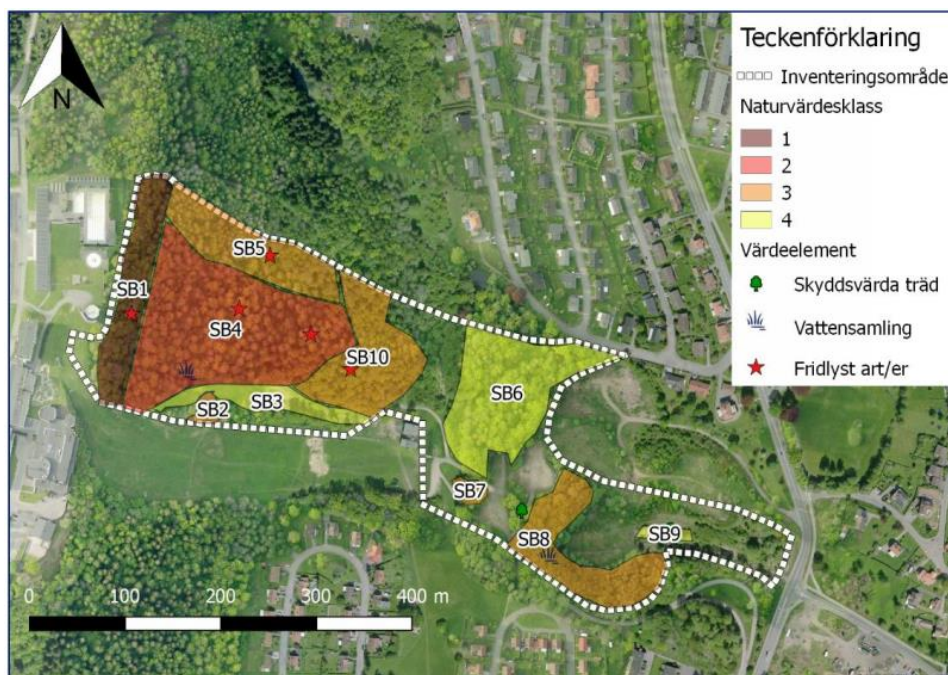 Teckenförklaring
Inventeringsområde
Naturvärdesklass
1
2
3
4
Värdeelement
Skyddsvärda träd
Vattensamling
Fridlyst art/er
N
SB5
SB1
SB4
SB10
SB2
SB3
SB6
SB7
SB8
SB9
0 100 200 300 400 m